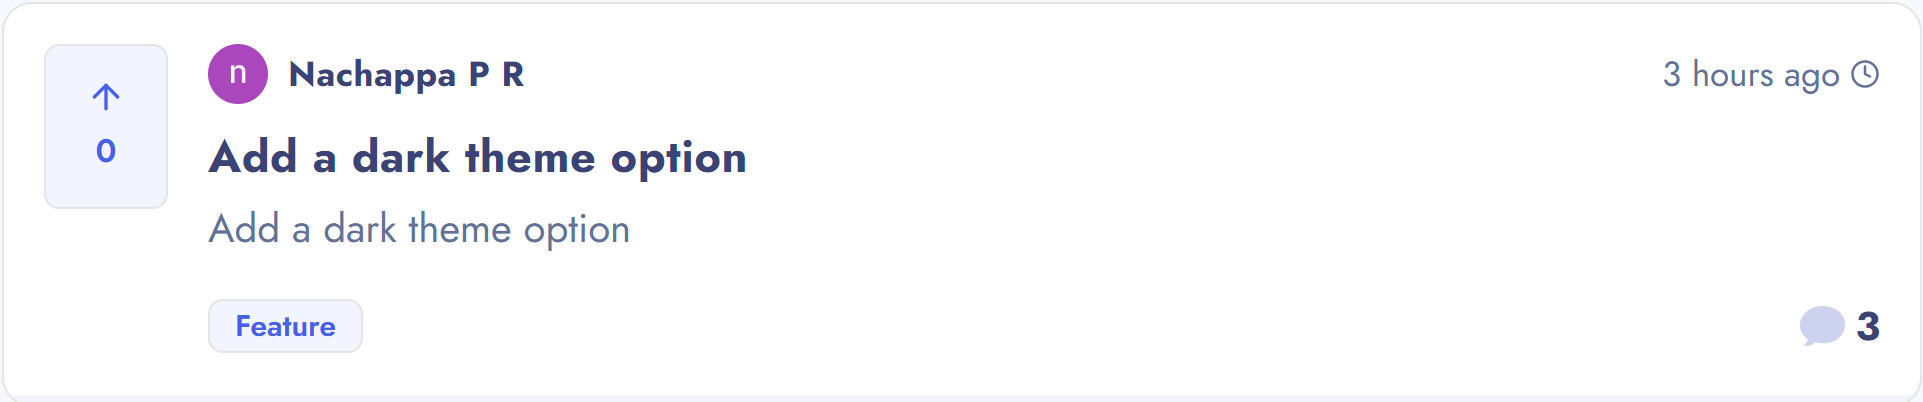 n Nachappa P R
3 hours ago
0
Add a dark theme option
Add a dark theme option
Feature
3